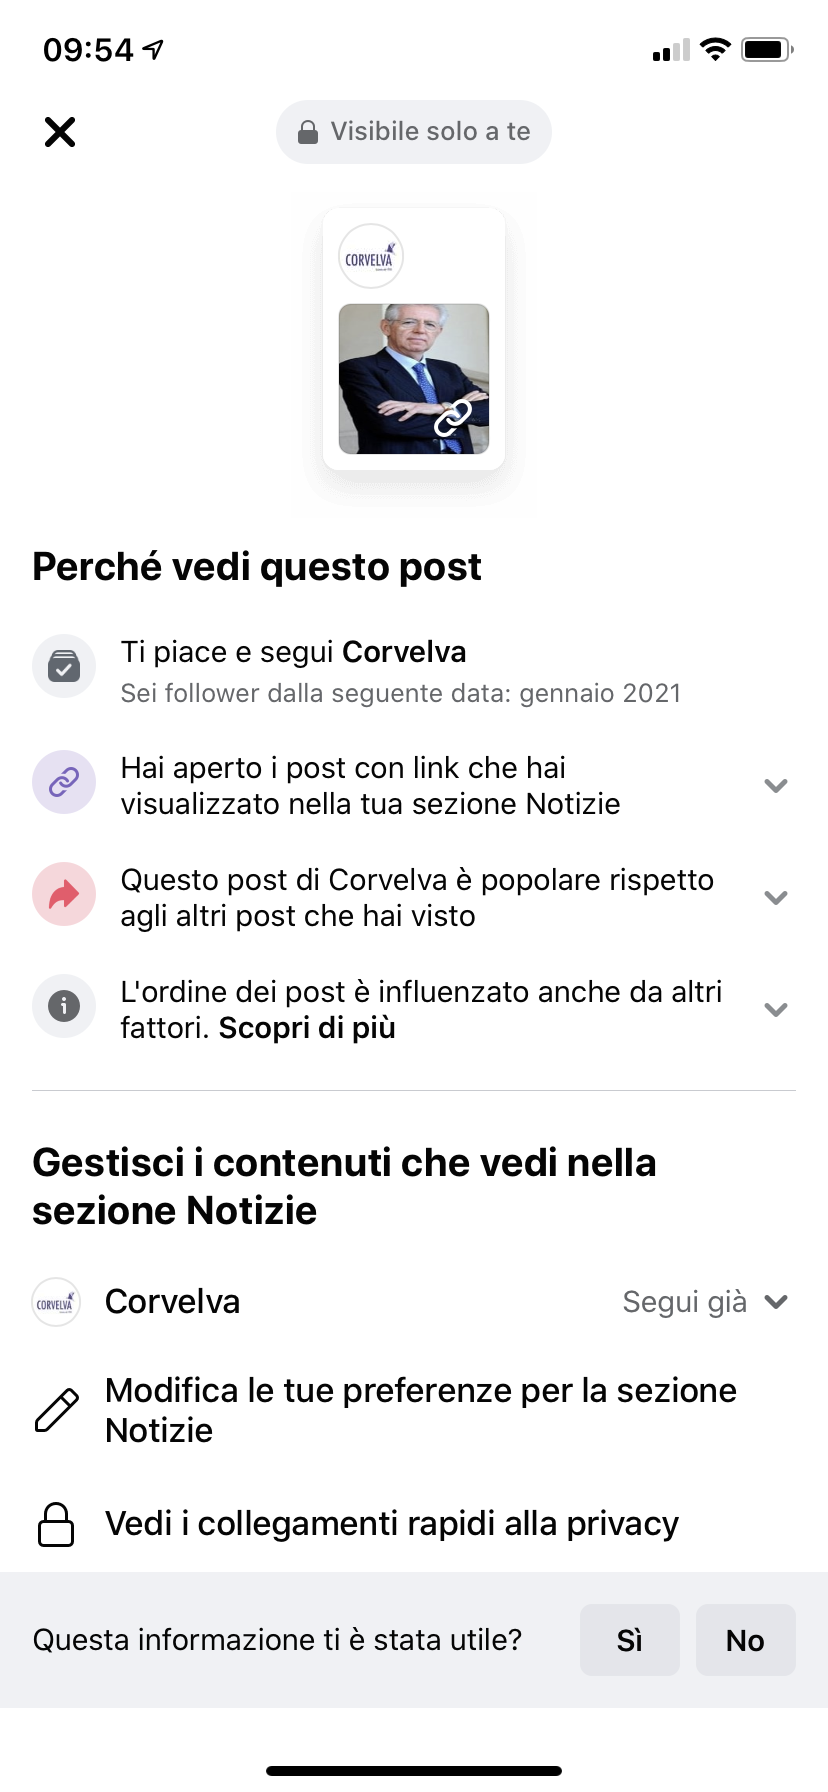 09:54
Visibile solo a te
CORVELVA
Perché vedi questo post
Ti piace e segui Corvelva
Sei follower dalla seguente data: gennaio 2021
Hai aperto i post con link che hai
visualizzato nella tua sezione Notizie
Questo post di Corvelva è popolare rispetto
agli altri post che hai visto
L'ordine dei post è influenzato anche da altri
fattori. Scopri di più
Gestisci i contenuti che vedi nella
sezione Notizie
CORVELVA
Corvelva
Segui già
Modifica le tue preferenze per la sezione
Notizie
Vedi i collegamenti rapidi alla privacy
Questa informazione ti è stata utile?
Sì
No